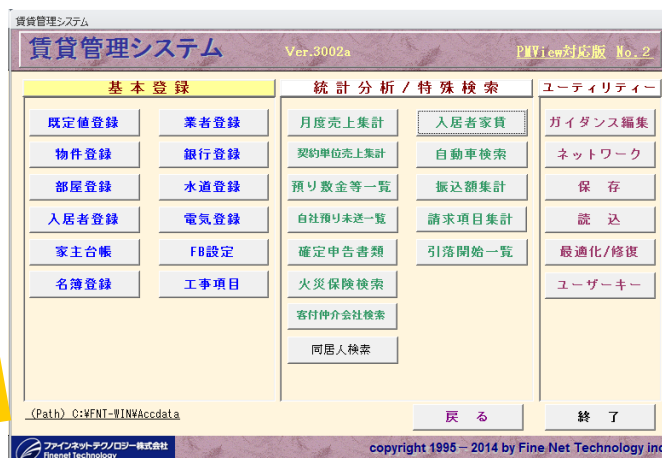 賃貸管理システム
賃貸管理システム Ver.3002a PMView対応版 No.2
基本登録 統計分析/特殊検索 ユーティリティー
既定値登録 業者登録 月度売上集計 入居者家賃 ガイダンス編集
物件登録 銀行登録 契約単位売上集計 自動車検索 ネットワーク
部屋登録 水道登録 預り敷金等一覧 振込額集計 保存
入居者登録 電気登録 自社預り未送一覧 請求項目集計 読込
家主台帳 FB設定 確定申告書類 引落開始一覧 最適化/修復
名簿登録 工事項目 火災保険検索 ユーザーキー
客付仲介会社検索
同居人検索
(Path) C:¥FNT-WIN¥Accdata 戻る 終了
ファインネットテクノロジー株式会社
Finenet Technology
copyright 1995－2014 by Fine Net Technology inc